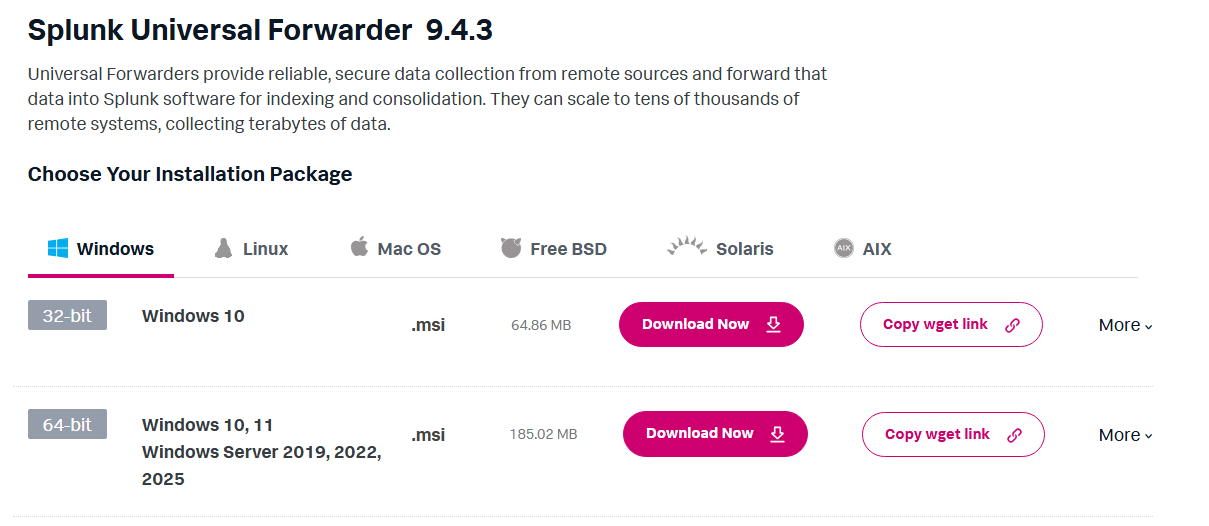 Splunk Universal Forwarder 9.4.3
Universal Forwarders provide reliable, secure data collection from remote sources and forward that
data into Splunk software for indexing and consolidation. They can scale to tens of thousands of
remote systems, collecting terabytes of data.
Choose Your Installation Package
Windows Linux Mac OS Free BSD Solaris AIX AIX
32-bit Windows 10 .msi 64.86 MB Download Now Copy wget link More
64-bit Windows 10, 11 .msi 185.02 MB Download Now Copy wget link More
Windows Server 2019, 2022,
2025